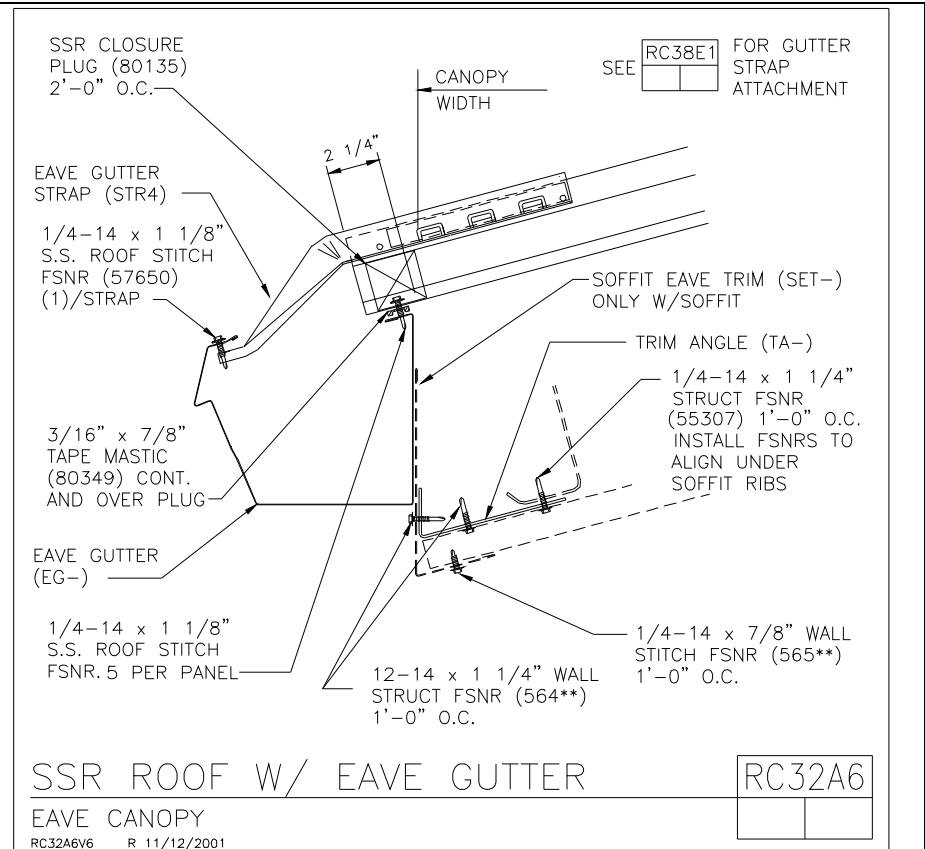 SSR CLOSURE
PLUG (80135)
2'-0" O.C.
CANOPY
WIDTH
SEE
RC38E1
FOR GUTTER
STRAP
ATTACHMENT
2 1/4"
EAVE GUTTER
STRAP (STR4)
1/4-14 x 1 1/8"
S.S. ROOF STITCH
FSNR (57650)
(1)/STRAP
SOFFIT EAVE TRIM (SET-)
ONLY W/SOFFIT
TRIM ANGLE (TA-)
1/4-14 x 1 1/4"
STRUCT FSNR
(55307) 1'-0" O.C.
INSTALL FSNRS TO
ALIGN UNDER
SOFFIT RIBS
3/16" x 7/8"
TAPE MASTIC
(80349) CONT.
AND OVER PLUG
EAVE GUTTER
(EG-)
1/4-14 x 1 1/8"
S.S. ROOF STITCH
FSNR. 5 PER PANEL
12-14 x 1 1/4" WALL
STRUCT FSNR (564**)
1'-0" O.C.
1/4-14 x 7/8" WALL
STITCH FSNR (565**)
1'-0" O.C.
SSR ROOF W/ EAVE GUTTER
RC32A6
EAVE CANOPY
RC32A6V6 R 11/12/2001